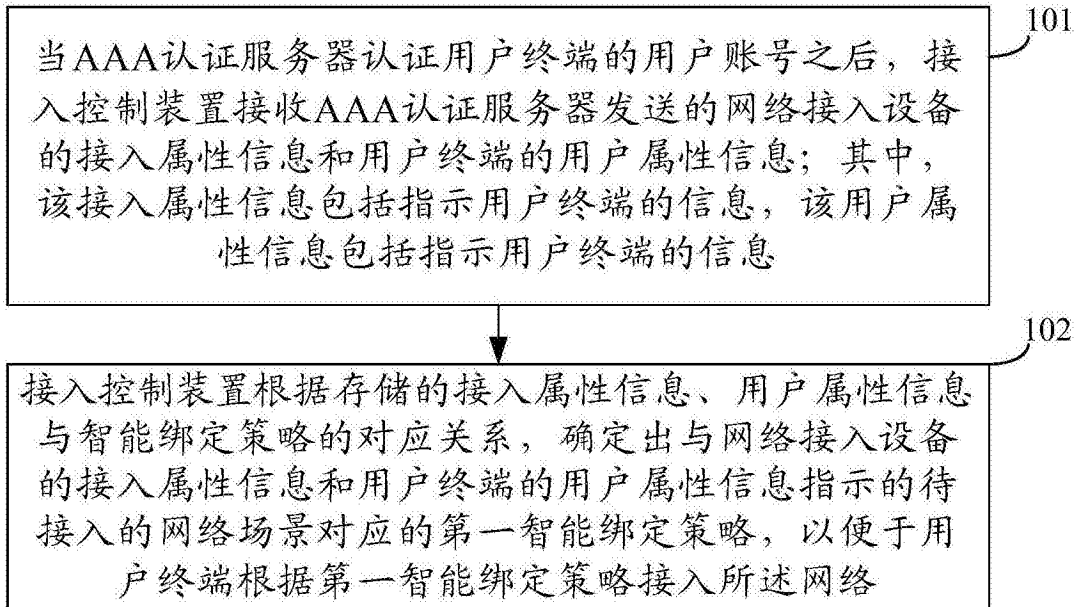 101
当AAA认证服务器认证用户终端的用户账号之后，接
入控制装置接收AAA认证服务器发送的网络接入设备
的接入属性信息和用户终端的用户属性信息；其中，
该接入属性信息包括指示用户终端的信息，该用户属
性信息包括指示用户终端的信息
102
接入控制装置根据存储的接入属性信息、用户属性信息
与智能绑定策略的对应关系，确定出与网络接入设备
的接入属性信息和用户终端的用户属性信息指示的待
接入的网络场景对应的第一智能绑定策略，以便于用
户终端根据第一智能绑定策略接入所述网络